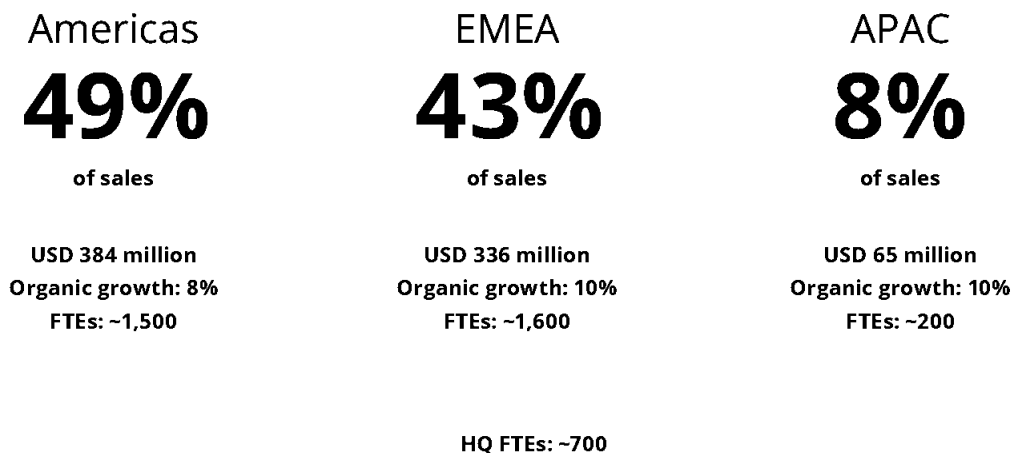 Americas
49%
of sales
USD 384 million
Organic growth: 8%
FTEs: ~1,500
EMEA
43%
of sales
USD 336 million
Organic growth: 10%
FTEs: ~1,600
APAC
8%
of sales
USD 65 million
Organic growth: 10%
FTEs: ~200
HQ FTEs: ~700